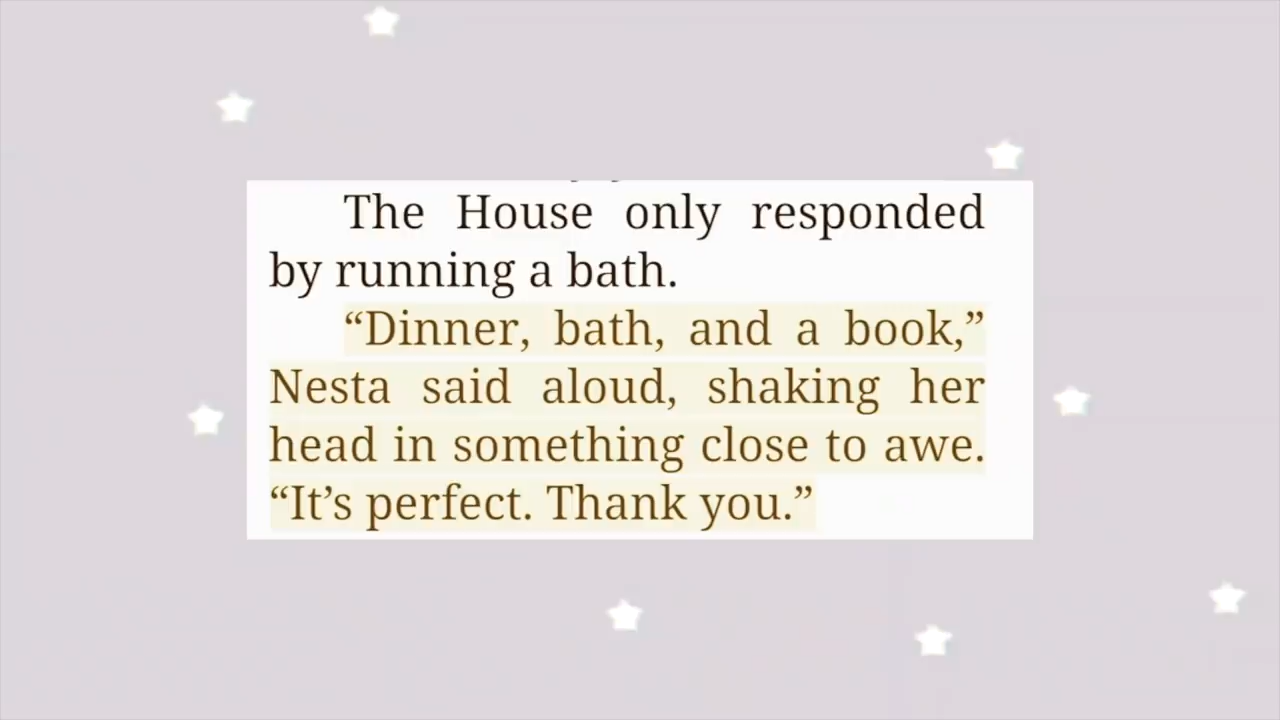 The House only responded
by running a bath.
“Dinner, bath, and a book,”
Nesta said aloud, shaking her
head in something close to awe.
“It’s perfect. Thank you.”